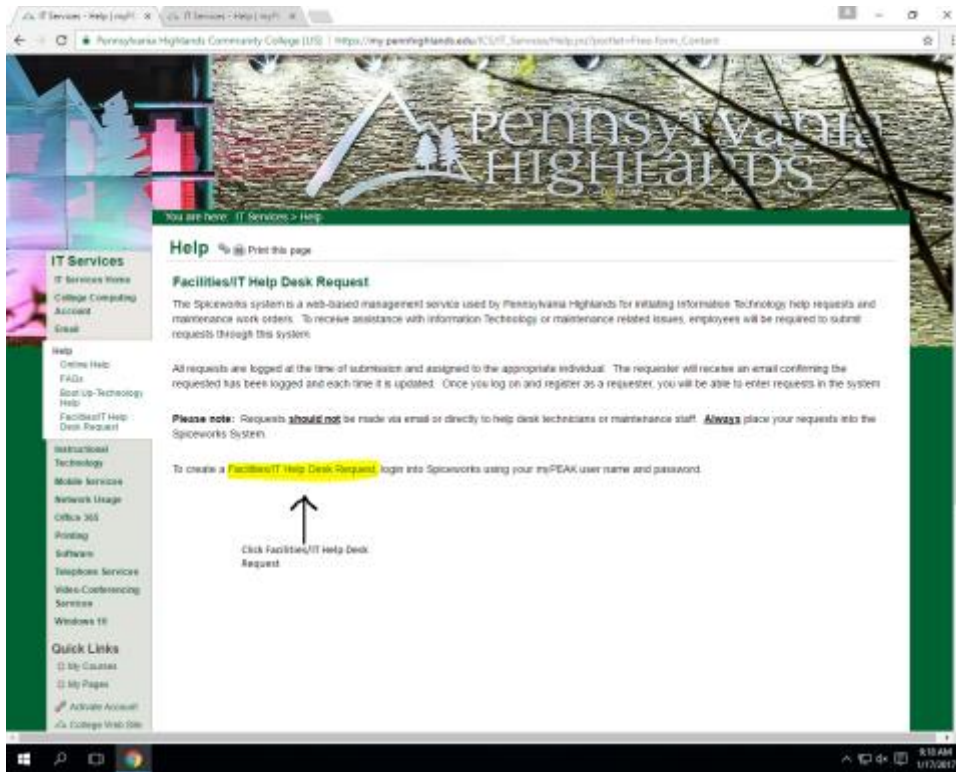 IT Services - Help | myP
IT Services - Help | myP
Pennsylvania Highlands Community College [US]
https://my.pennhighlands.edu/ICS/IT_Services/Help.jnz?portlet=Free-form_Content
PENNSYLVANIA
HIGHLANDS
You are here: IT Services > Help
Help Print this page
IT Services
IT Services Home
College Computing
Account
Email
Help
Online Help
FAQs
Boot Up-Technology
Help
Facilities/IT Help
Desk Request
Instructional
Technology
Mobile Services
Network Usage
Office 365
Printing
Software
Telephone Services
Video-Conferencing
Services
Windows 10
Quick Links
My Courses
My Pages
Activate Account
College Web Site
Facilities/IT Help Desk Request
The Spiceworks system is a web-based management service used by Pennsylvania Highlands for initiating Information Technology help requests and
maintenance work orders. To receive assistance with Information Technology or maintenance related issues, employees will be required to submit
requests through this system.
All requests are logged at the time of submission and assigned to the appropriate individual. The requester will receive an email confirming the
requested has been logged and each time it is updated. Once you log on and register as a requester, you will be able to enter requests in the system
Please note: Requests should not be made via email or directly to help desk technicians or maintenance staff. Always place your requests into the
Spiceworks System.
To create a Facilities/IT Help Desk Request, login into Spiceworks using your myPEAK user name and password.
Click Facilities/IT Help Desk
Request
9:10 AM
1/17/2017